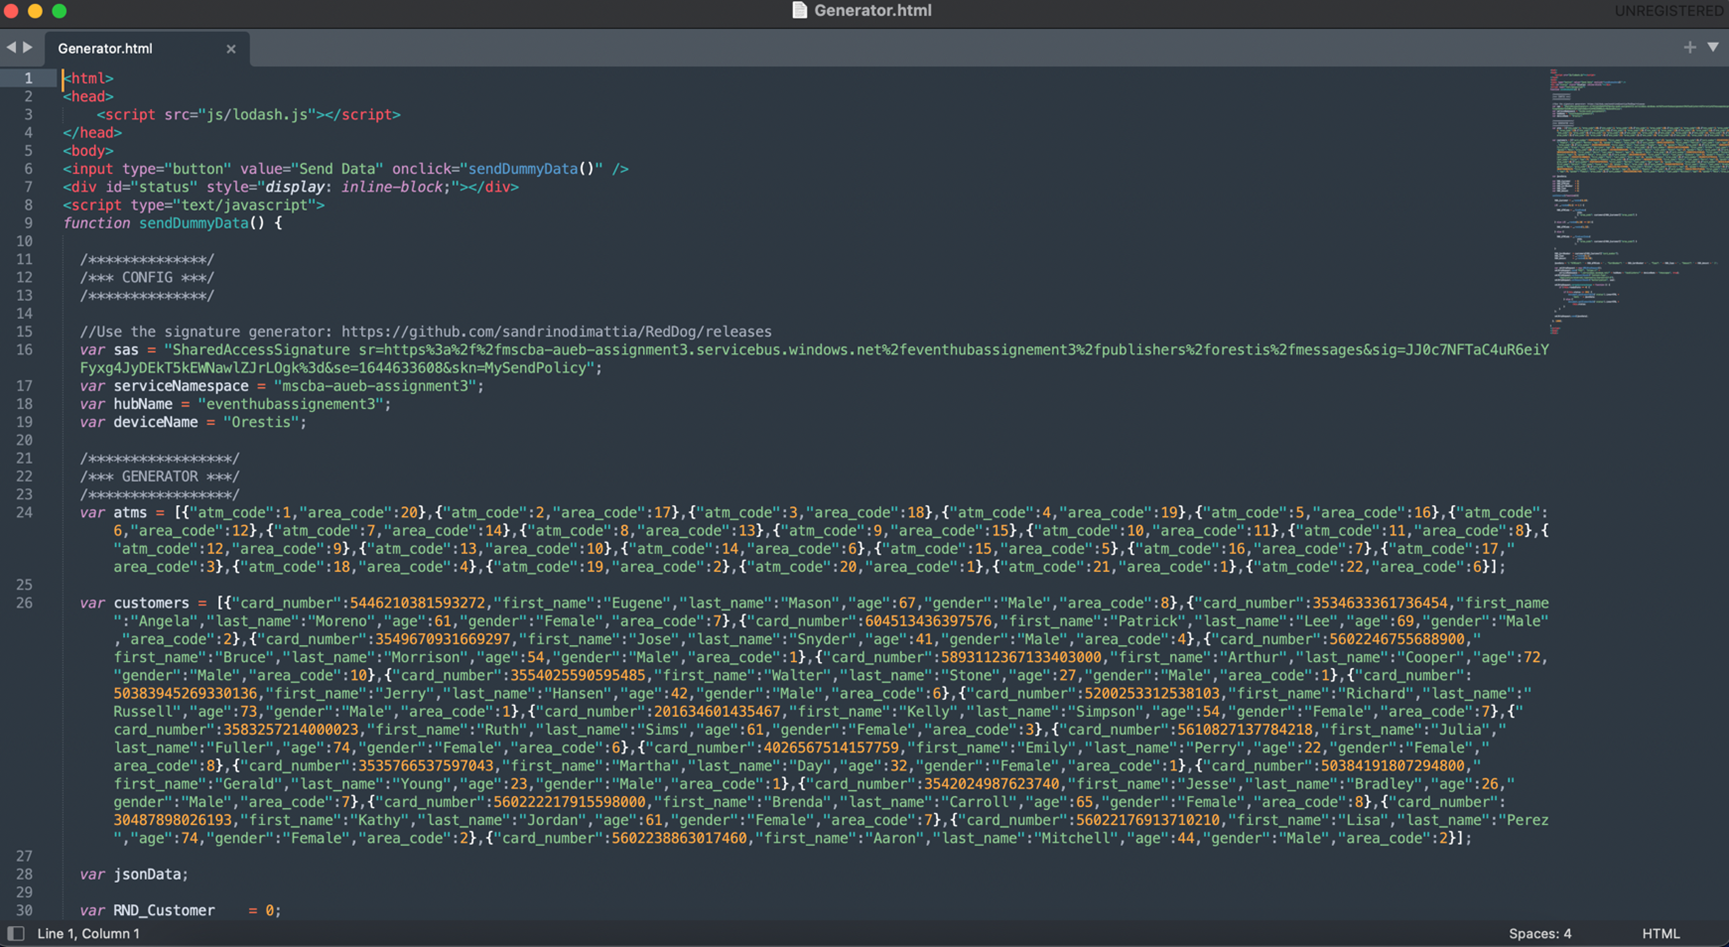 Generator.html
UNREGISTERED
Generator.html
1 <html>
2 <head>
3 <script src="js/lodash.js"></script>
4 </head>
5 <body>
6 <input type="button" value="Send Data" onclick="sendDummyData()" />
7 <div id="status" style="display: inline-block;"></div>
8 <script type="text/javascript">
9 function sendDummyData() {
10
11 /**************/
12 /*** CONFIG ***/
13 /**************/
14
15 //Use the signature generator: https://github.com/sandrinodimattia/RedDog/releases
16 var sas = "SharedAccessSignature sr=https%3a%2f%2fmscba-aueb-assignment3.servicebus.windows.net%2feventhubassignement3%2fpublishers%2forestis%2fmessages&sig=JJ0c7NFTaC4uR6eiY
Fyxg4JyDEkT5kEWNawlZJrLOgk%3d&se=1644633608&skn=MySendPolicy";
17 var serviceNamespace = "mscba-aueb-assignment3";
18 var hubName = "eventhubassignement3";
19 var deviceName = "Orestis";
20
21 /*****************/
22 /*** GENERATOR ***/
23 /*****************/
24 var atms = [{"atm_code":1,"area_code":20},{"atm_code":2,"area_code":17},{"atm_code":3,"area_code":18},{"atm_code":4,"area_code":19},{"atm_code":5,"area_code":16},{"atm_code":
6,"area_code":12},{"atm_code":7,"area_code":14},{"atm_code":8,"area_code":13},{"atm_code":9,"area_code":15},{"atm_code":10,"area_code":11},{"atm_code":11,"area_code":8},{
"atm_code":12,"area_code":9},{"atm_code":13,"area_code":10},{"atm_code":14,"area_code":6},{"atm_code":15,"area_code":5},{"atm_code":16,"area_code":7},{"atm_code":17,"
area_code":3},{"atm_code":18,"area_code":4},{"atm_code":19,"area_code":2},{"atm_code":20,"area_code":1},{"atm_code":21,"area_code":1},{"atm_code":22,"area_code":6}];
25
26 var customers = [{"card_number":5446210381593272,"first_name":"Eugene","last_name":"Mason","age":67,"gender":"Male","area_code":8},{"card_number":3534633361736454,"first_name
":"Angela","last_name":"Moreno","age":61,"gender":"Female","area_code":7},{"card_number":604513436397576,"first_name":"Patrick","last_name":"Lee","age":69,"gender":"Male"
,"area_code":2},{"card_number":3549670931669297,"first_name":"Jose","last_name":"Snyder","age":41,"gender":"Male","area_code":4},{"card_number":5602246755688900,"
first_name":"Bruce","last_name":"Morrison","age":54,"gender":"Male","area_code":1},{"card_number":5893112367133403000,"first_name":"Arthur","last_name":"Cooper","age":72,
"gender":"Male","area_code":10},{"card_number":3554025590595485,"first_name":"Walter","last_name":"Stone","age":27,"gender":"Male","area_code":1},{"card_number":
50383945269330136,"first_name":"Jerry","last_name":"Hansen","age":42,"gender":"Male","area_code":6},{"card_number":5200253312538103,"first_name":"Richard","last_name":"
Russell","age":73,"gender":"Male","area_code":1},{"card_number":201634601435467,"first_name":"Kelly","last_name":"Simpson","age":54,"gender":"Female","area_code":7},{"
card_number":3583257214000023,"first_name":"Ruth","last_name":"Sims","age":61,"gender":"Female","area_code":3},{"card_number":5610827137784218,"first_name":"Julia","
last_name":"Fuller","age":74,"gender":"Female","area_code":6},{"card_number":4026567514157759,"first_name":"Emily","last_name":"Perry","age":22,"gender":"Female","
area_code":8},{"card_number":3535766537597043,"first_name":"Martha","last_name":"Day","age":32,"gender":"Female","area_code":1},{"card_number":50384191807294800,"
first_name":"Gerald","last_name":"Young","age":23,"gender":"Male","area_code":1},{"card_number":3542024987623740,"first_name":"Jesse","last_name":"Bradley","age":26,"
gender":"Male","area_code":7},{"card_number":560222217915598000,"first_name":"Brenda","last_name":"Carroll","age":65,"gender":"Female","area_code":8},{"card_number":
30487898026193,"first_name":"Kathy","last_name":"Jordan","age":61,"gender":"Female","area_code":7},{"card_number":56022176913710210,"first_name":"Lisa","last_name":"Perez
","age":74,"gender":"Female","area_code":2},{"card_number":5602238863017460,"first_name":"Aaron","last_name":"Mitchell","age":44,"gender":"Male","area_code":2}];
27
28 var jsonData;
29
30 var RND_Customer = 0;
Line 1, Column 1
Spaces: 4
HTML